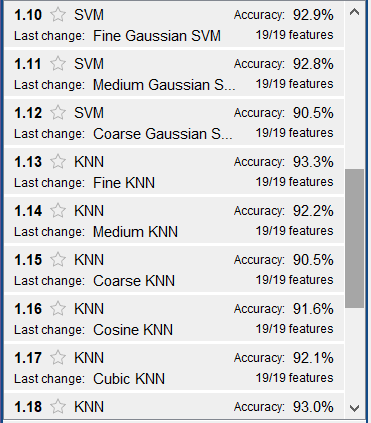 1.10 SVM Accuracy: 92.9%
Last change: Fine Gaussian SVM 19/19 features
1.11 SVM Accuracy: 92.8%
Last change: Medium Gaussian S... 19/19 features
1.12 SVM Accuracy: 90.5%
Last change: Coarse Gaussian S... 19/19 features
1.13 KNN Accuracy: 93.3%
Last change: Fine KNN 19/19 features
1.14 KNN Accuracy: 92.2%
Last change: Medium KNN 19/19 features
1.15 KNN Accuracy: 90.5%
Last change: Coarse KNN 19/19 features
1.16 KNN Accuracy: 91.6%
Last change: Cosine KNN 19/19 features
1.17 KNN Accuracy: 92.1%
Last change: Cubic KNN 19/19 features
1.18 KNN Accuracy: 93.0%